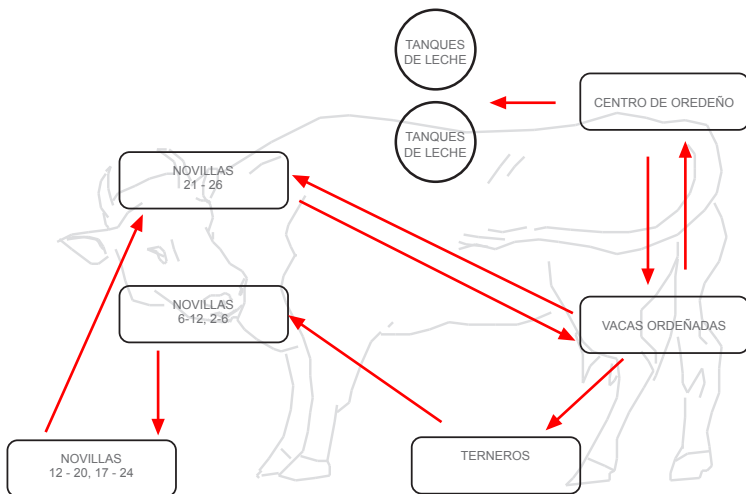 TANQUES
DE LECHE
CENTRO DE OREDEÑO
TANQUES
DE LECHE
NOVILLAS
21 - 26
NOVILLAS
6-12, 2-6
VACAS ORDEÑADAS
NOVILLAS
12 - 20, 17 - 24
TERNEROS